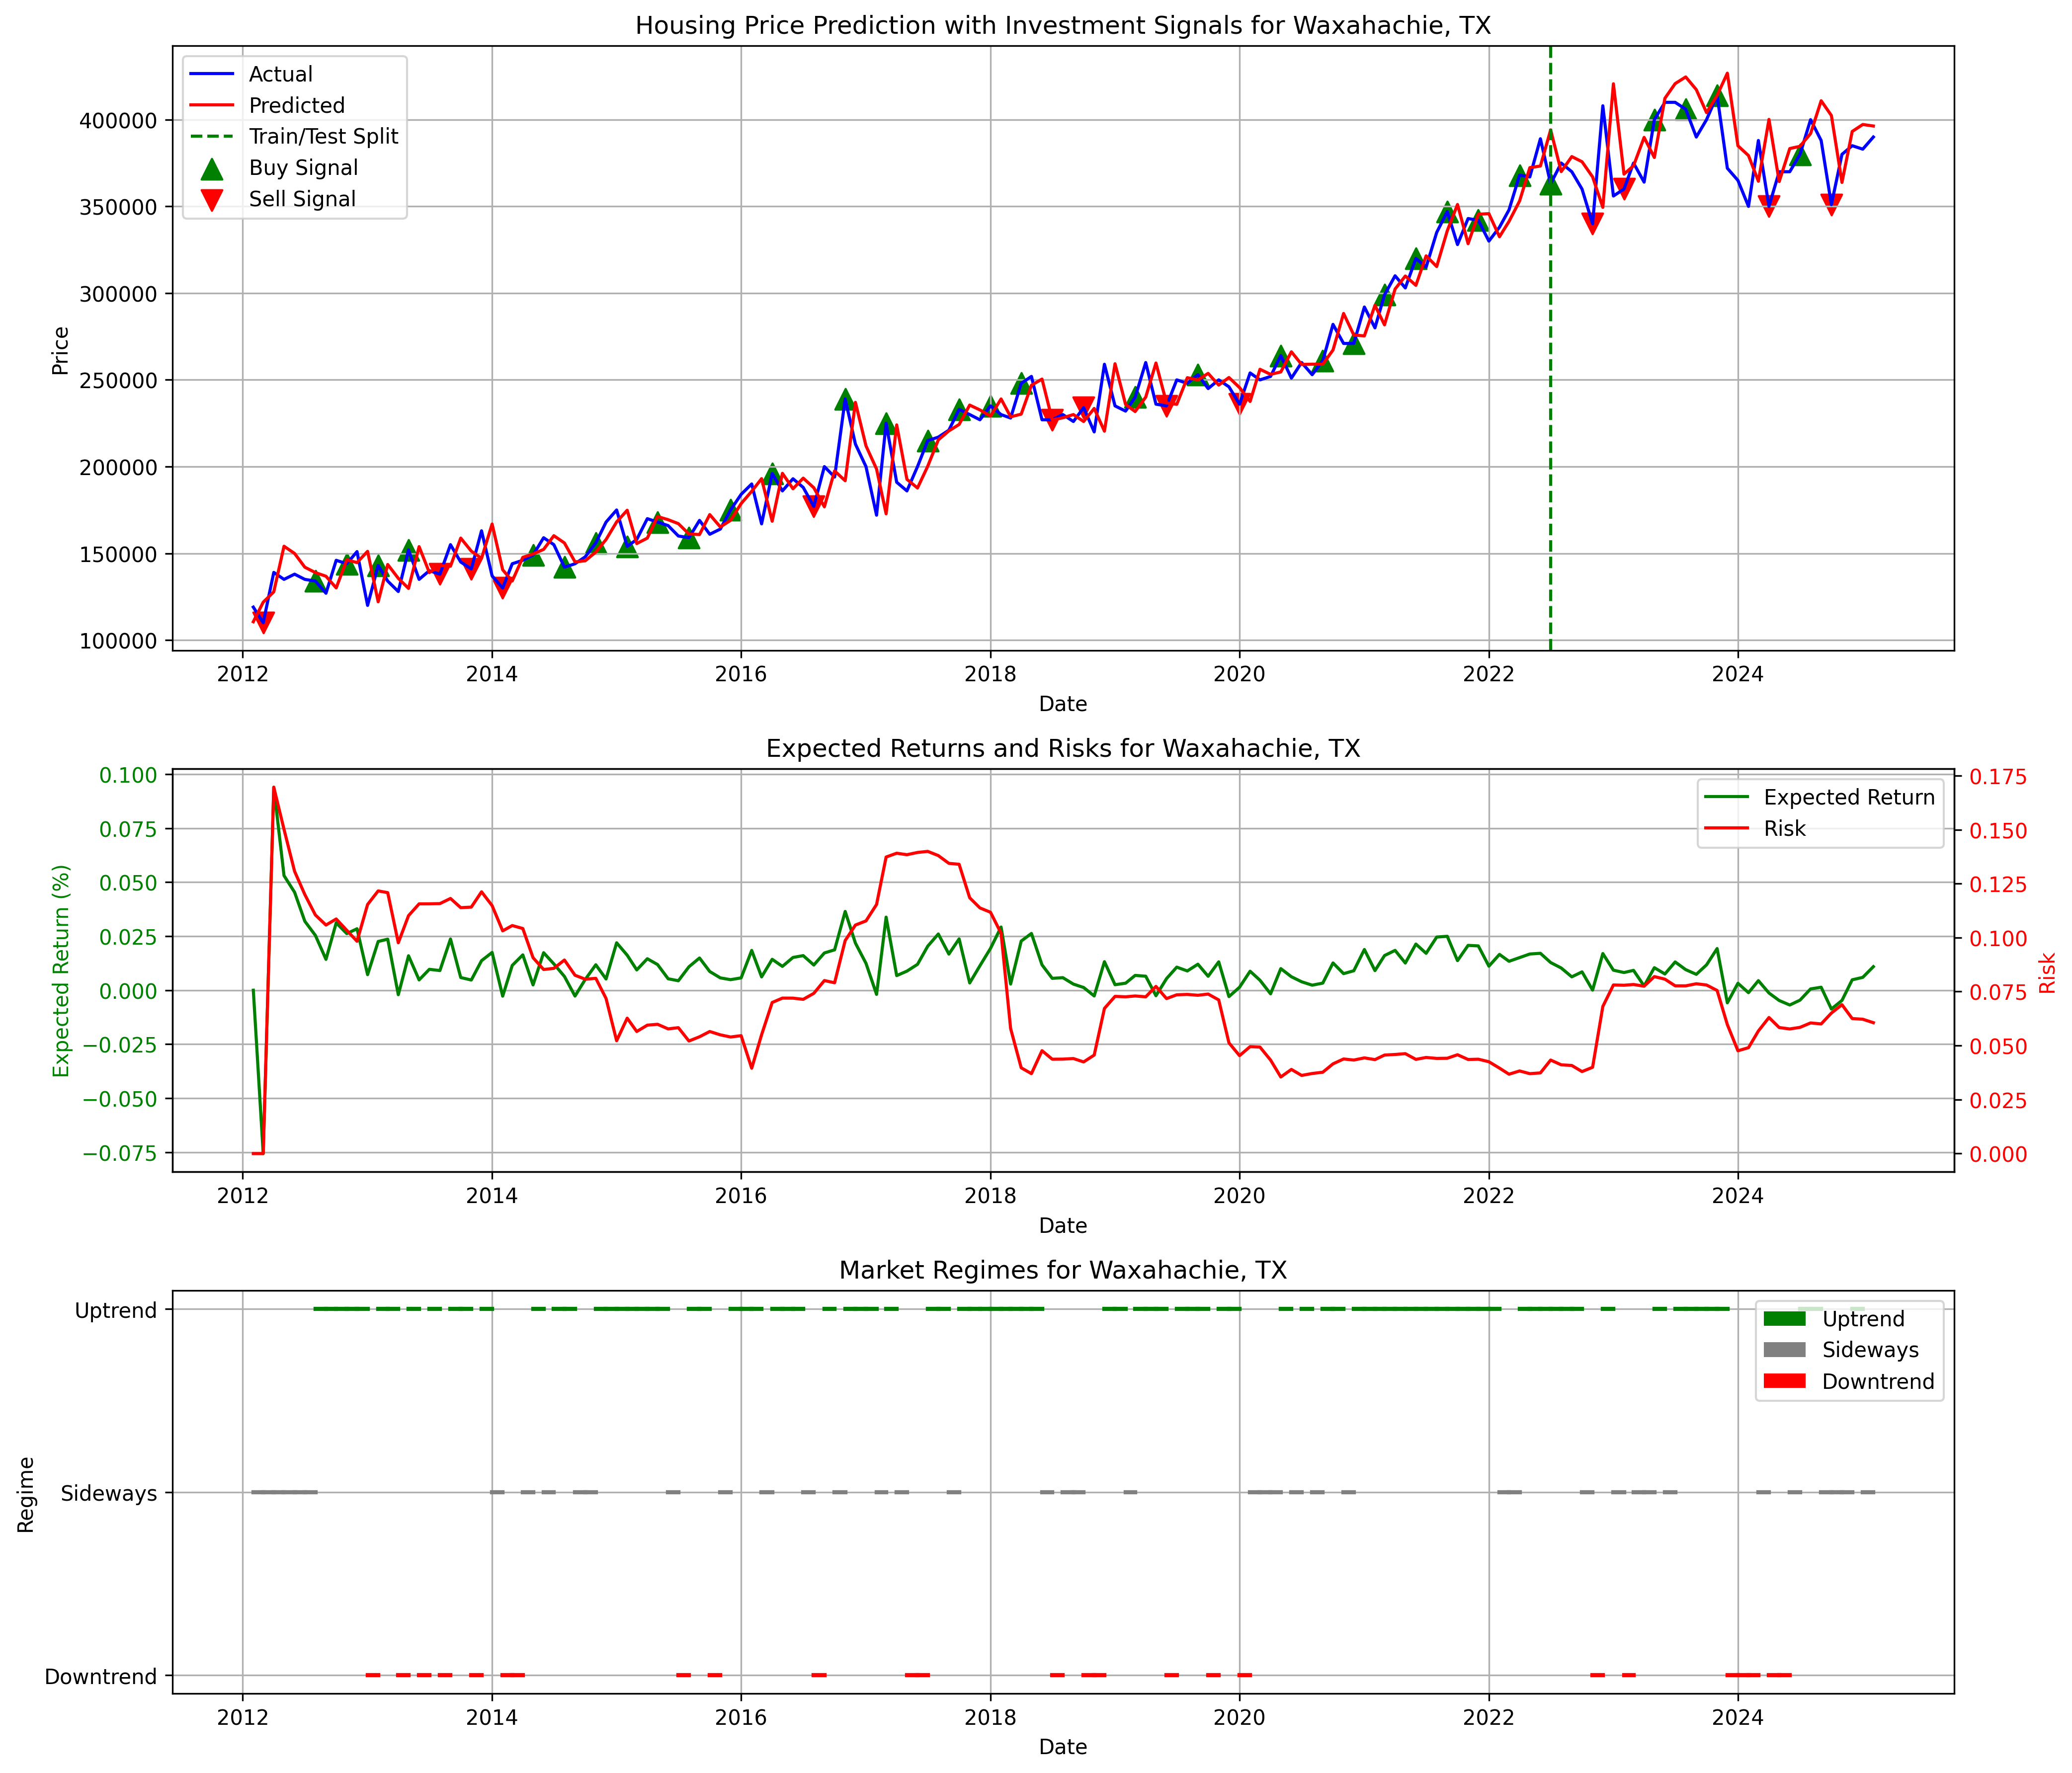 Housing Price Prediction with Investment Signals for Waxahachie, TX
Actual
Predicted
Train/Test Split
Buy Signal
Sell Signal
Price
400000
350000
300000
250000
200000
150000
100000
2012 2014 2016 2018 2020 2022 2024
Date
Expected Returns and Risks for Waxahachie, TX
Expected Return
Risk
Expected Return (%)
0.100
0.075
0.050
0.025
0.000
−0.025
−0.050
−0.075
0.175
0.150
0.125
0.100
0.075
0.050
0.025
0.000
Risk
2012 2014 2016 2018 2020 2022 2024
Date
Market Regimes for Waxahachie, TX
Uptrend
Sideways
Downtrend
Regime
Uptrend
Sideways
Downtrend
2012 2014 2016 2018 2020 2022 2024
Date